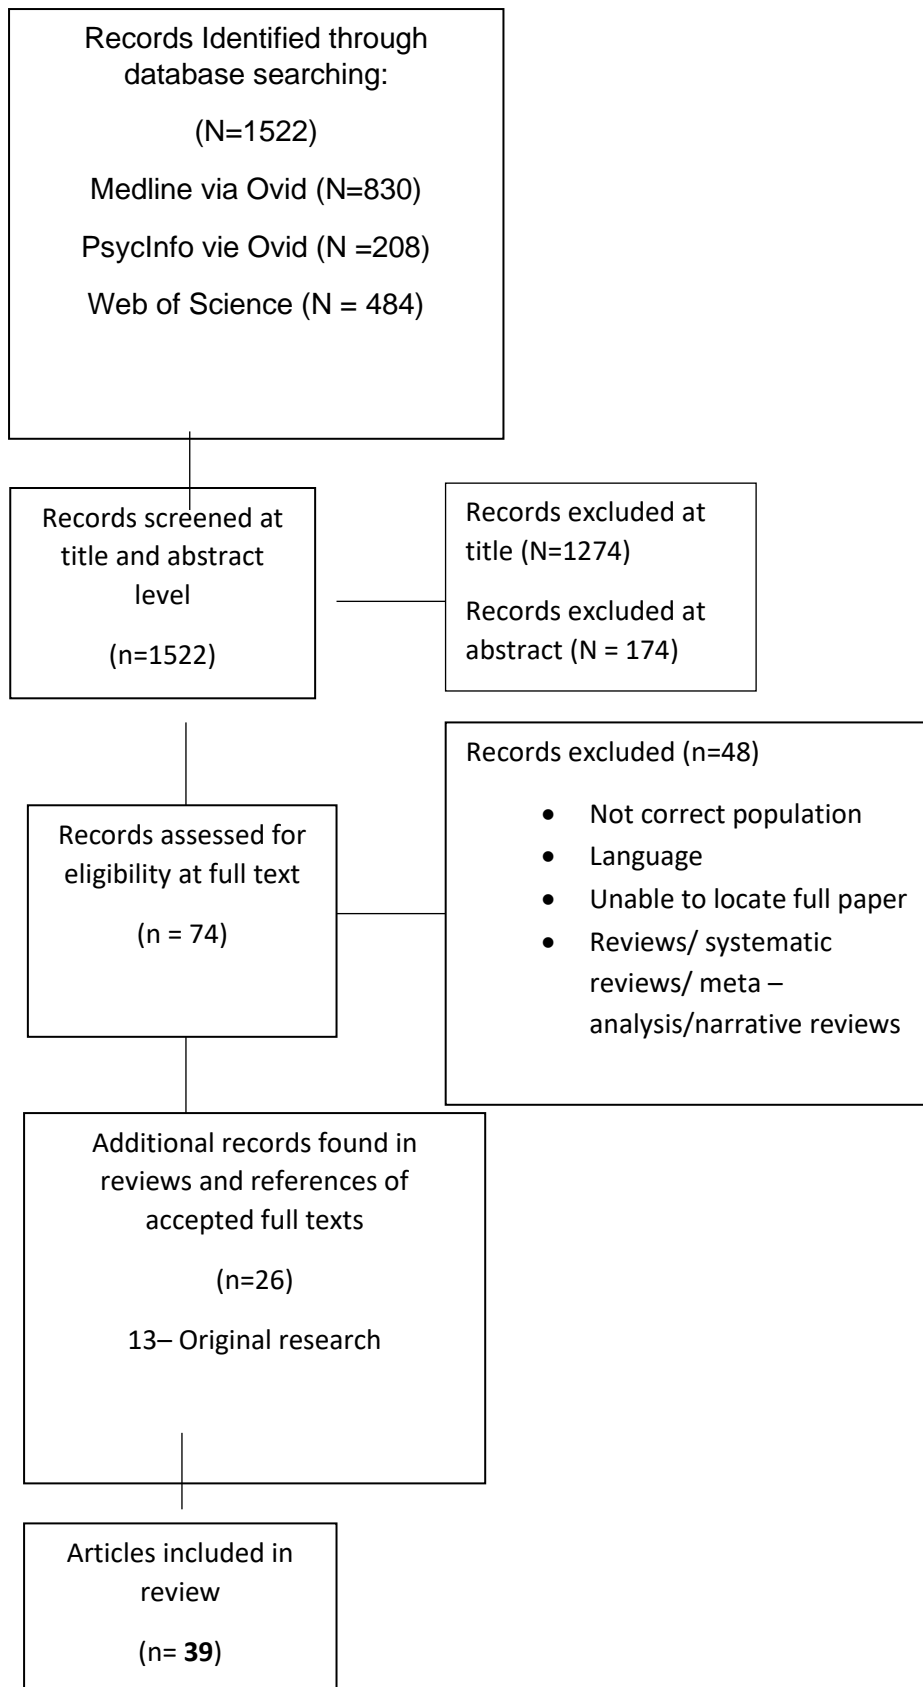 Records Identified through
database searching:
(N=1522)
Medline via Ovid (N=830)
PsycInfo vie Ovid (N =208)
Web of Science (N = 484)
Records screened at
title and abstract
level
(n=1522)
Records excluded at
title (N=1274)
Records excluded at
abstract (N = 174)
Records assessed for
eligibility at full text
(n = 74)
Records excluded (n=48)
• Not correct population
• Language
• Unable to locate full paper
• Reviews/ systematic
reviews/ meta –
analysis/narrative reviews
Additional records found in
reviews and references of
accepted full texts
(n=26)
13– Original research
Articles included in
review
(n= 39)